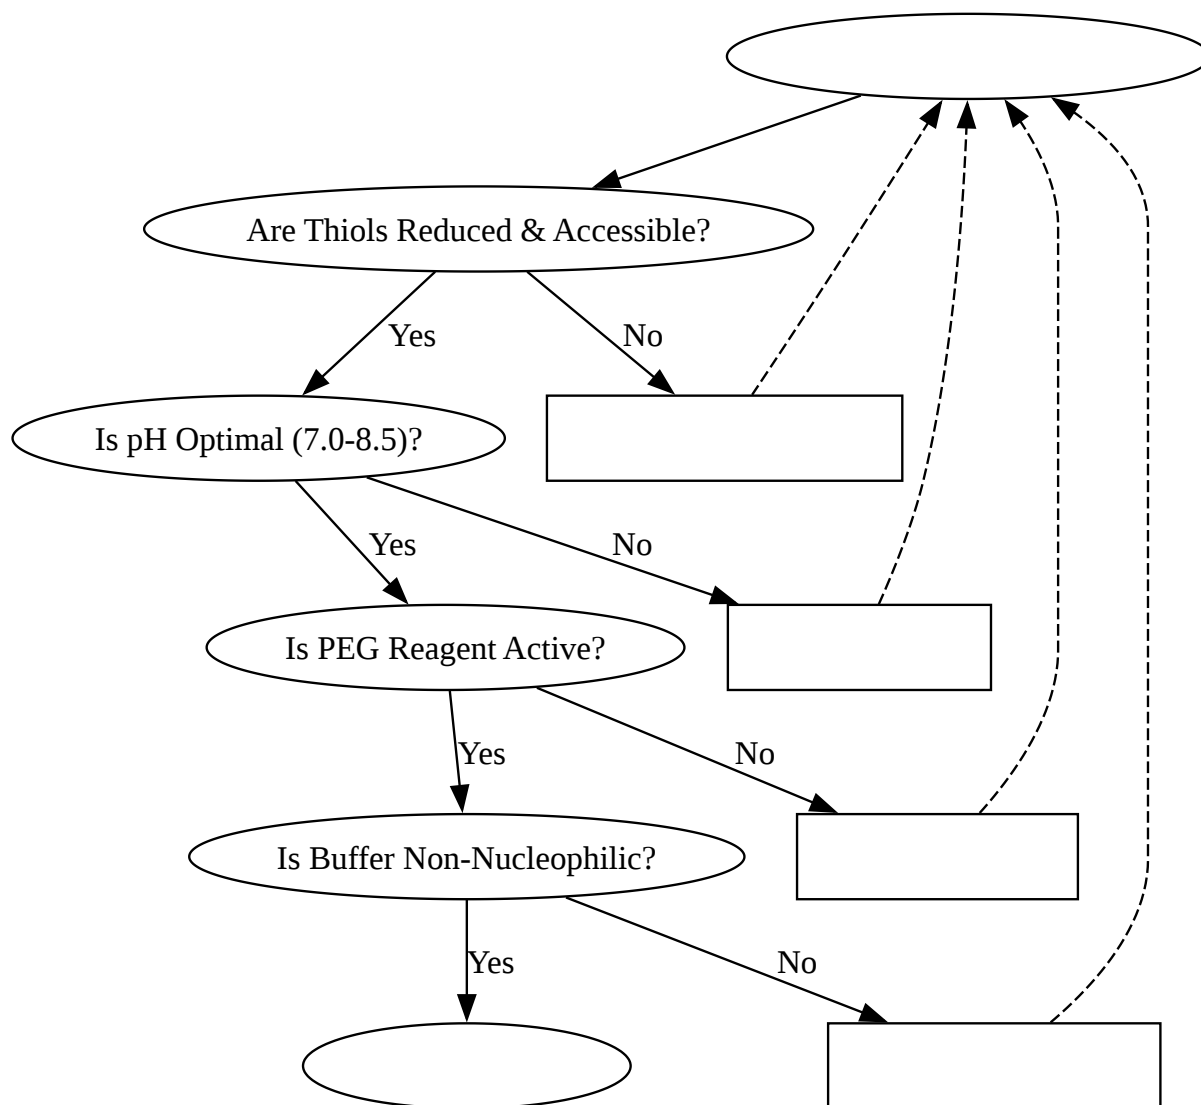 Are Thiols Reduced & Accessible?
Yes
No
Is pH Optimal (7.0-8.5)?
Yes
No
Is PEG Reagent Active?
Yes
No
Is Buffer Non-Nucleophilic?
Yes
No